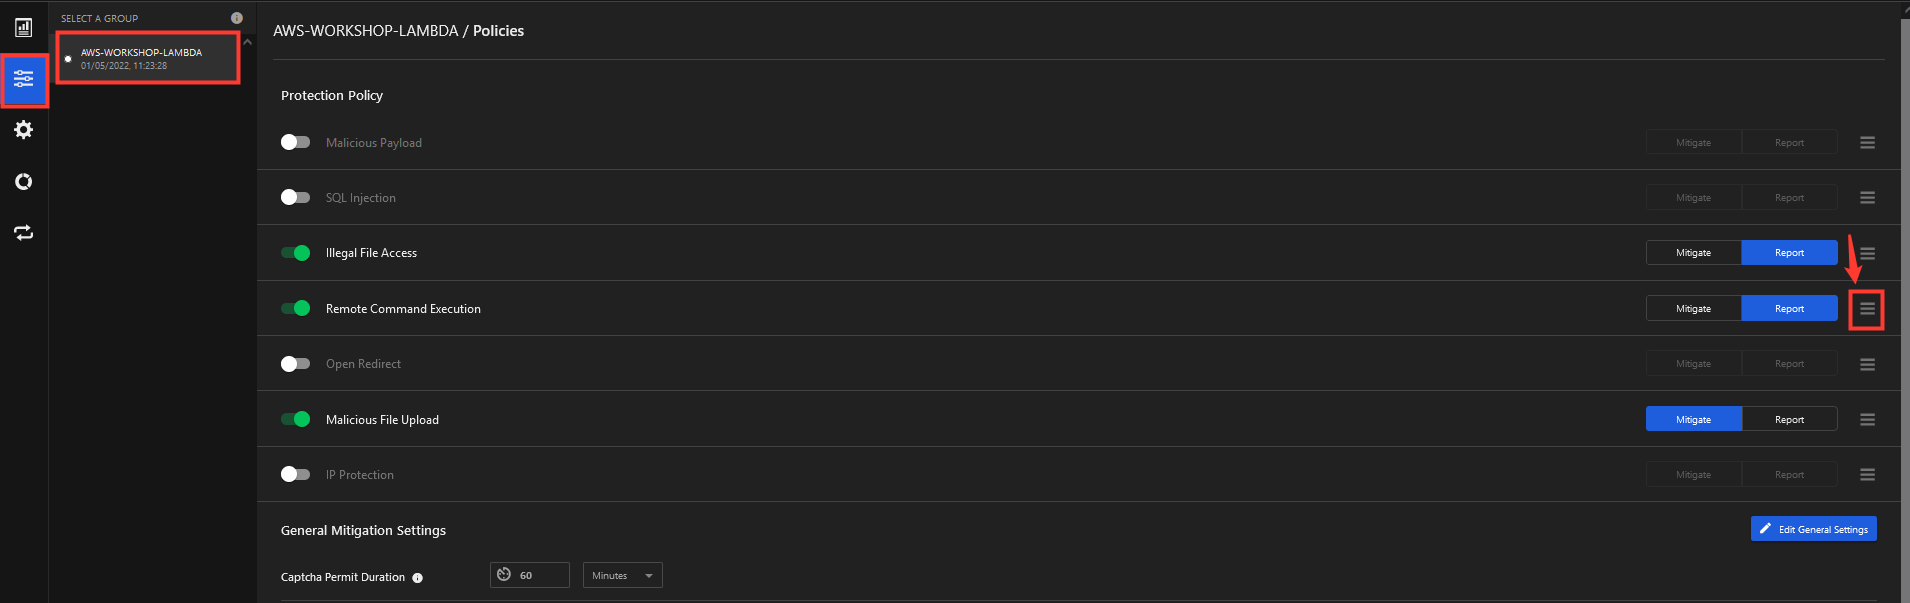 SELECT A GROUP
AWS-WORKSHOP-LAMBDA
01/05/2022, 11:23:28
AWS-WORKSHOP-LAMBDA / Policies
Protection Policy
Malicious Payload Mitigate Report
SQL Injection Mitigate Report
Illegal File Access Mitigate Report
Remote Command Execution Mitigate Report
Open Redirect Mitigate Report
Malicious File Upload Mitigate Report
IP Protection Mitigate Report
General Mitigation Settings Edit General Settings
Captcha Permit Duration 60 Minutes